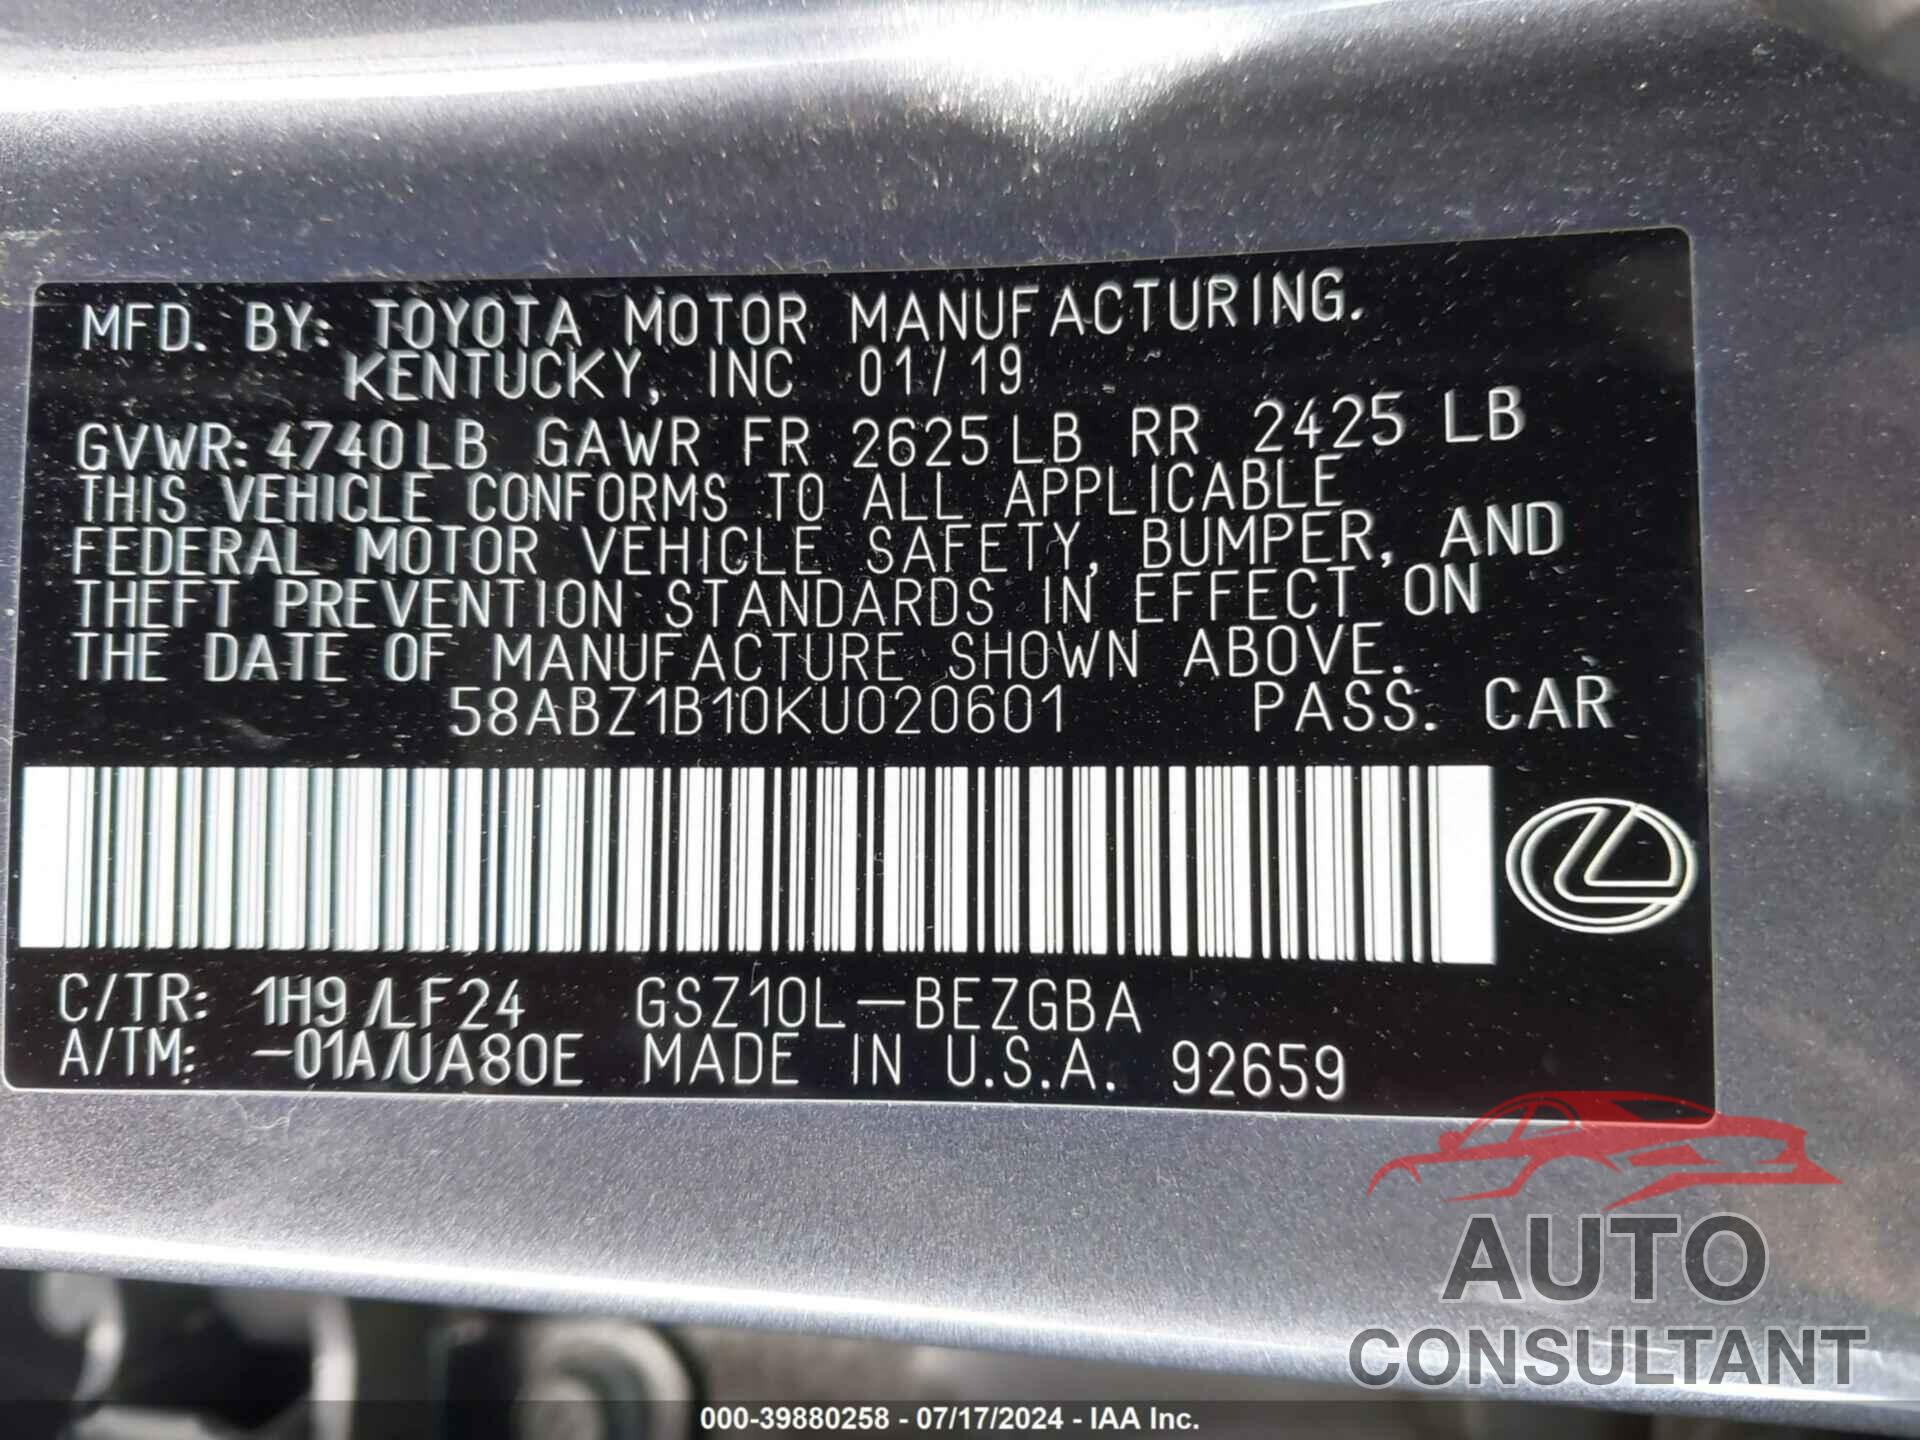 MFD. BY: TOYOTA MOTOR MANUFACTURING.
KENTUCKY, INC 01/19
GVWR: 4740LB GAWR FR 2625LB RR 2425 LB
THIS VEHICLE CONFORMS TO ALL APPLICABLE
FEDERAL MOTOR VEHICLE SAFETY, BUMPER, AND
THEFT PREVENTION STANDARDS IN EFFECT ON
THE DATE OF MANUFACTURE SHOWN ABOVE.
58ABZ1B10KU020601 PASS. CAR
C/TR: 1H9/LF24 GSZ10L-BEZGBA
A/TM: -01A/UA80E MADE IN U.S.A. 92659
AUTO
CONSULTANT
000-39880258 - 07/17/2024 - IAA Inc.